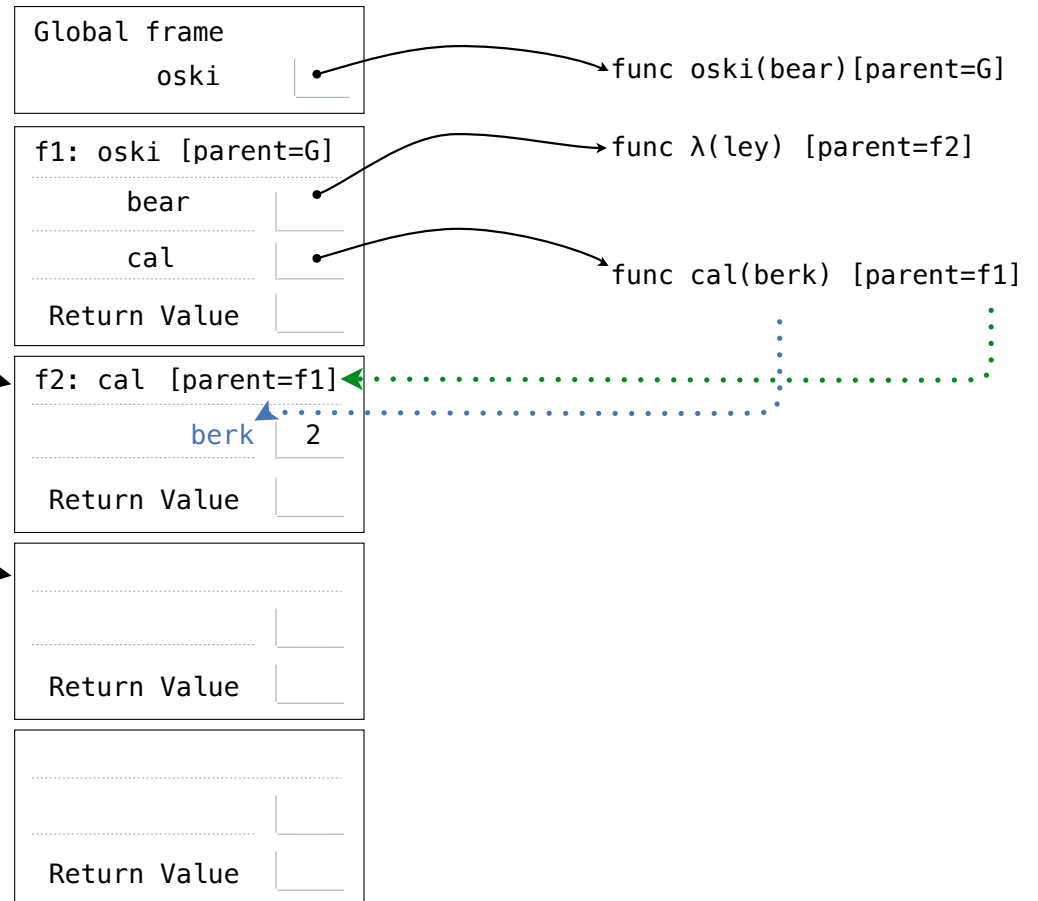 Global frame
oski
func oski(bear)[parent=G]
f1: oski [parent=G]
func λ(ley) [parent=f2]
bear
cal
func cal(berk) [parent=f1]
Return Value
f2: cal [parent=f1]
berk 2
Return Value
Return Value
Return Value